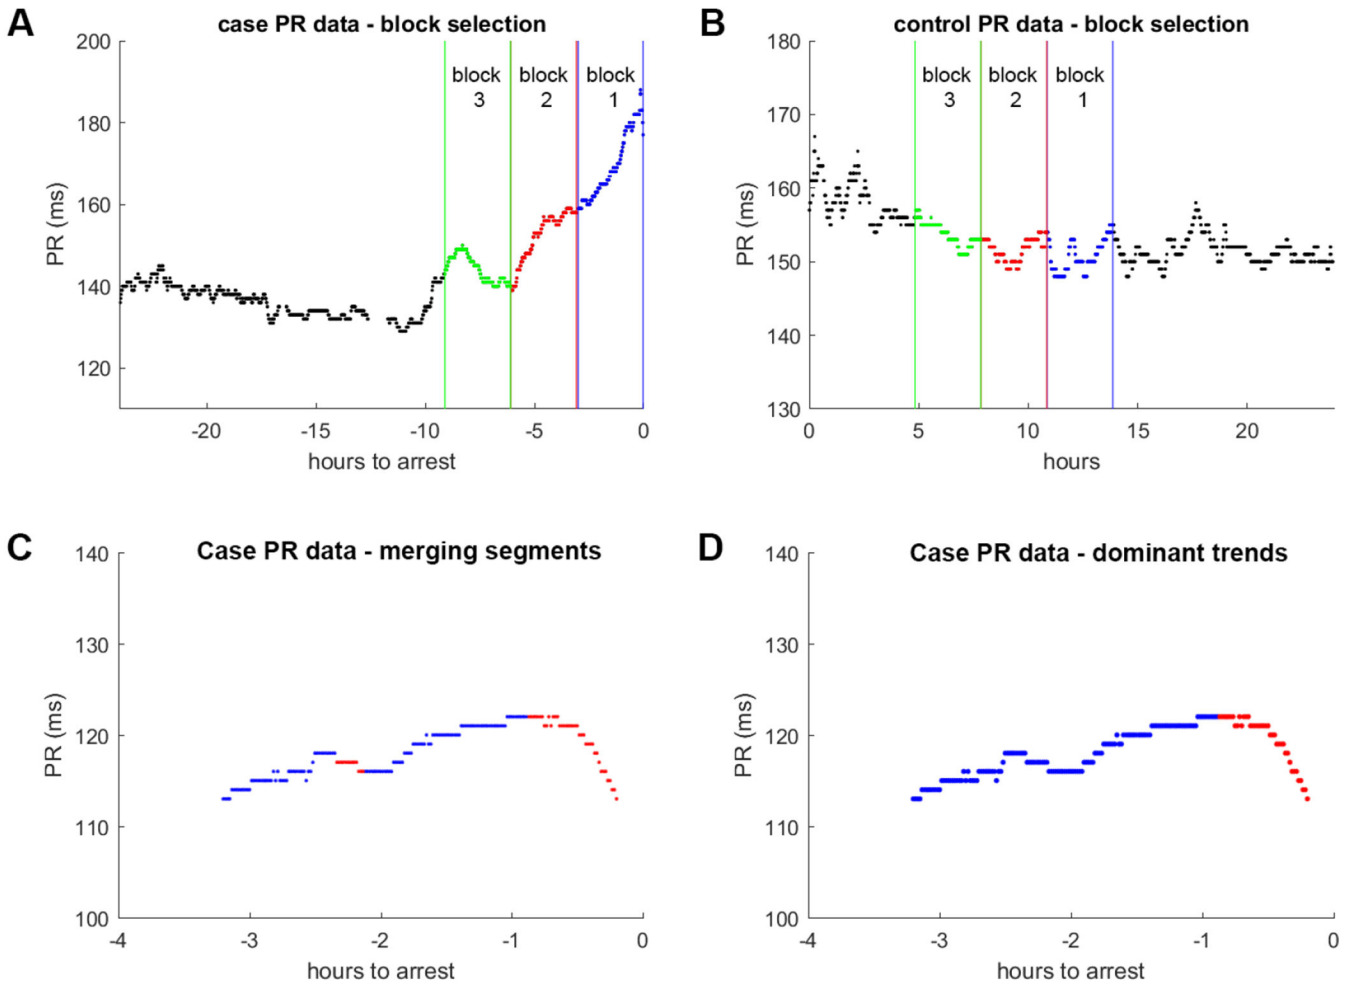 A
case PR data - block selection
200
180
160
140
120
PR (ms)
block
3
block
2
block
1
-20
-15
-10
-5
0
hours to arrest
B
control PR data - block selection
180
170
160
150
140
130
PR (ms)
block
3
block
2
block
1
0
5
10
15
20
hours
C
Case PR data - merging segments
140
130
120
110
100
PR (ms)
-4
-3
-2
-1
0
hours to arrest
D
Case PR data - dominant trends
140
130
120
110
100
PR (ms)
-4
-3
-2
-1
0
hours to arrest